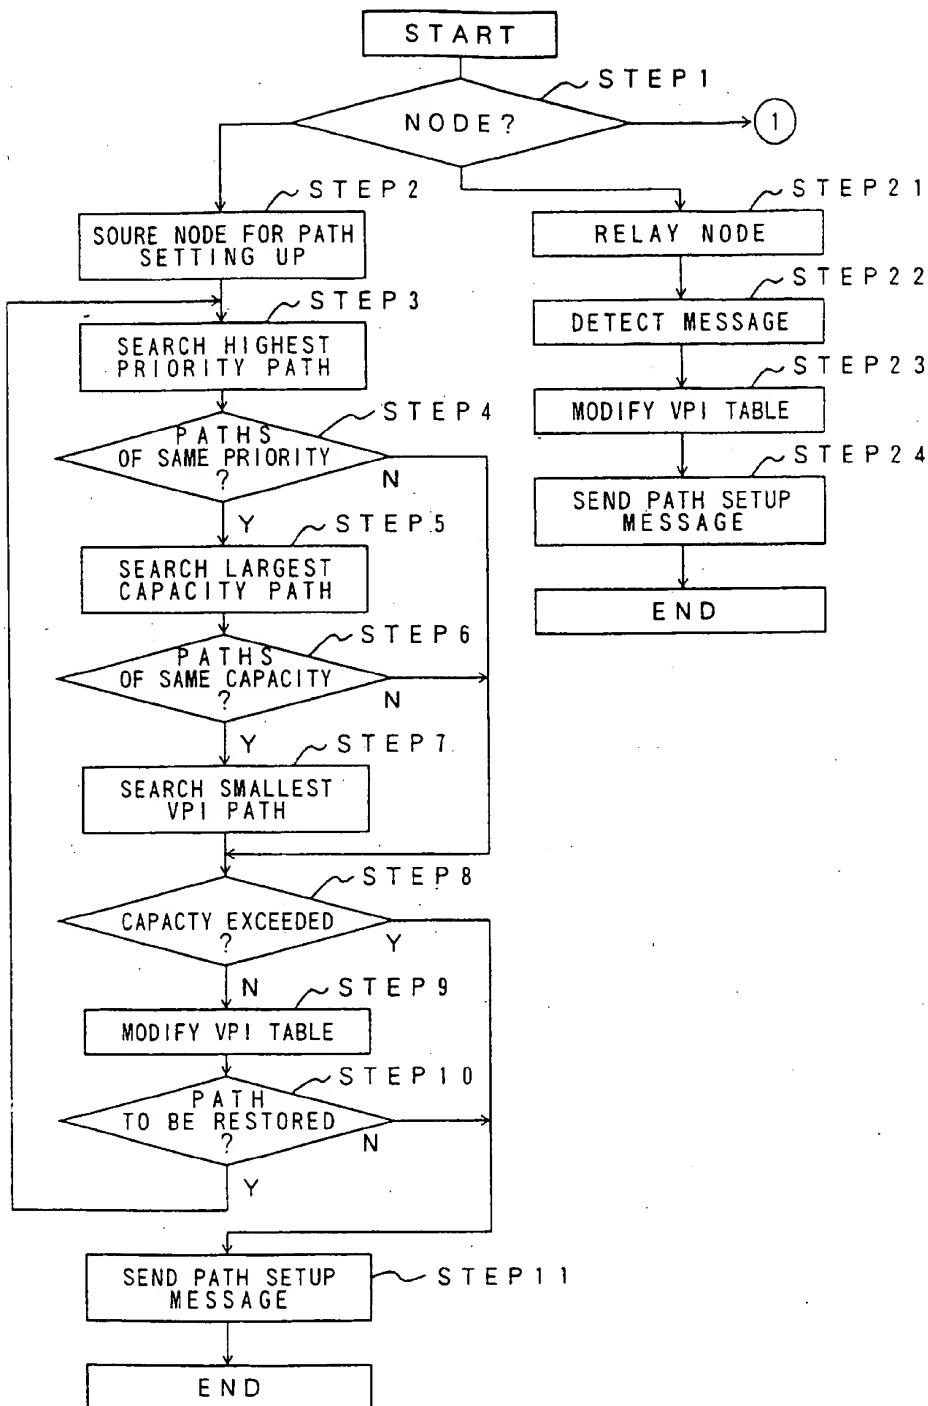 START
STEP1
NODE?
1
STEP2
SOURE NODE FOR PATH
SETTING UP
STEP3
SEARCH HIGHEST
PRIORITY PATH
STEP4
PATHS
OF SAME PRIORITY
?
N
Y
STEP5
SEARCH LARGEST
CAPACITY PATH
STEP6
PATHS
OF SAME CAPACITY
?
N
Y
STEP7
SEARCH SMALLEST
VPI PATH
STEP8
CAPACTY EXCEEDED
?
Y
N
STEP9
MODIFY VPI TABLE
STEP10
PATH
TO BE RESTORED
?
N
Y
SEND PATH SETUP
MESSAGE
STEP11
END
STEP21
RELAY NODE
STEP22
DETECT MESSAGE
STEP23
MODIFY VPI TABLE
STEP24
SEND PATH SETUP
MESSAGE
END